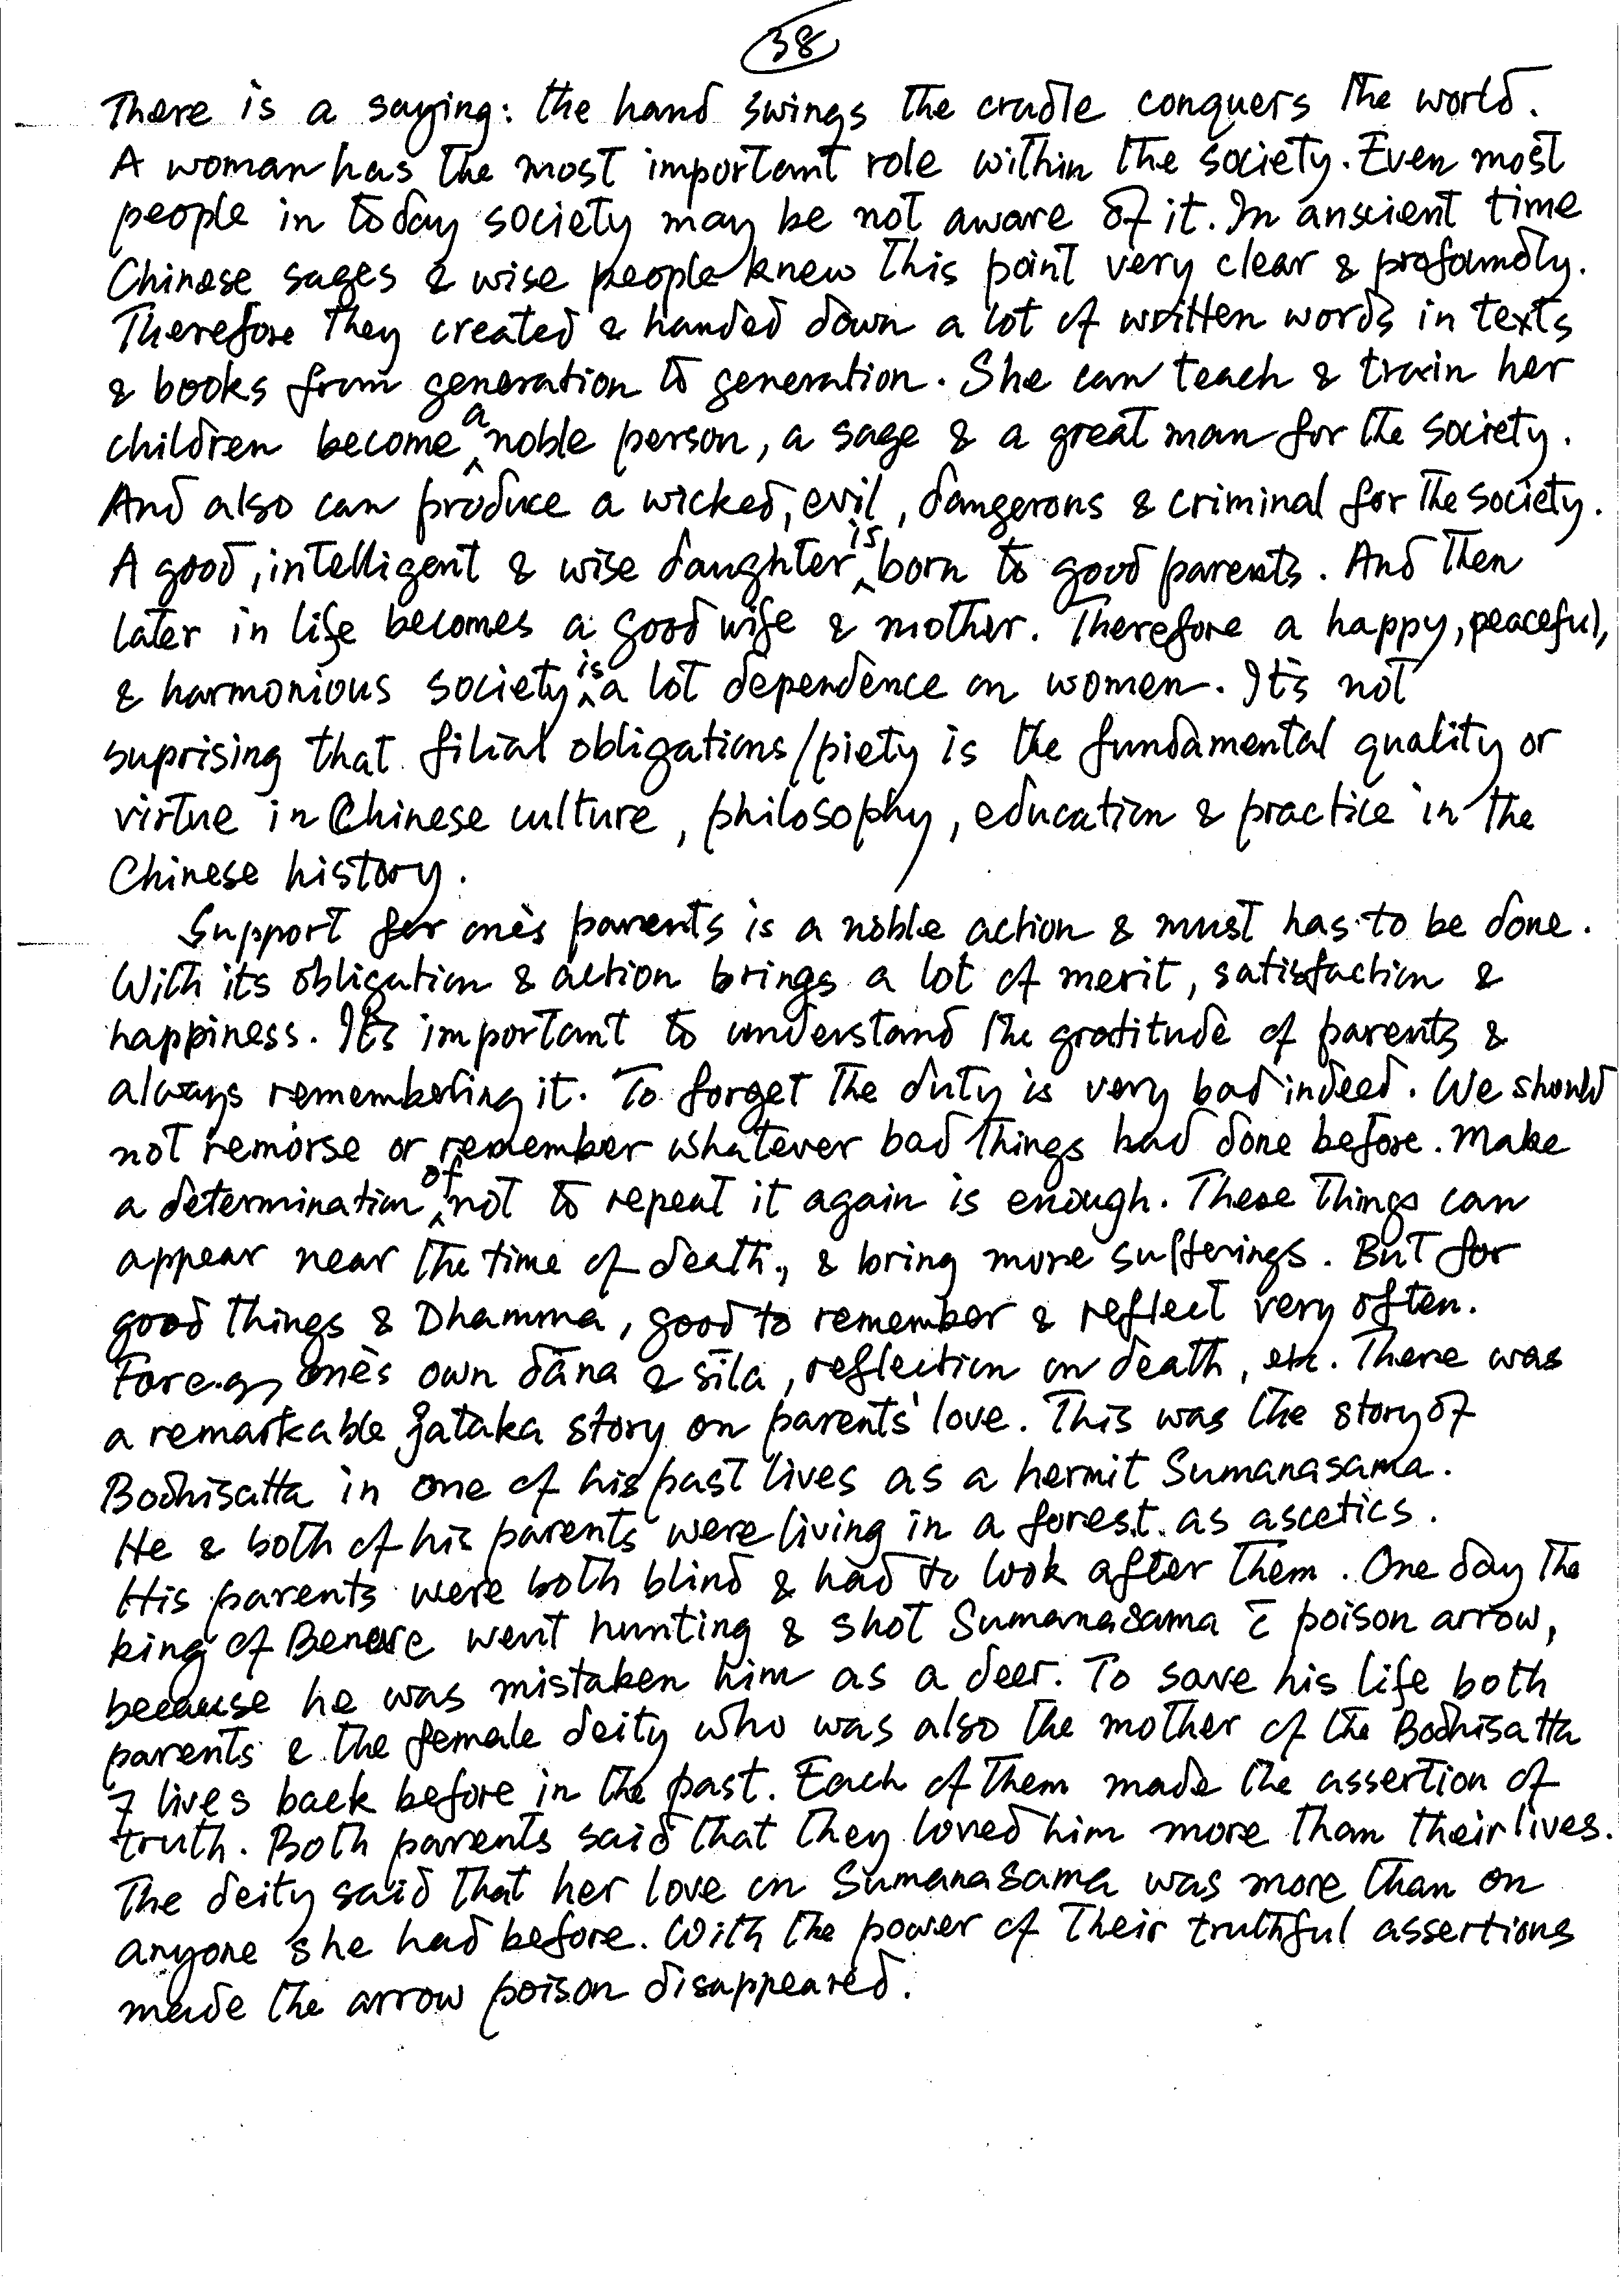 38
There is a saying: the hand swings the cradle conquers the world.
A woman has the most important role within the society. Even most
people in today society may be not aware of it. In anscient time
Chinese sages & wise people knew this point very clear & profoundly.
Therefore they created & handed down a lot of written words in texts
& books from generation to generation. She can teach & train her
children become a noble person, a sage & a great man for the society.
And also can produce a wicked, evil, dangerous & criminal for the society.
A good, intelligent & wise daughter is born to good parents. And then
later in life becomes a good wife & mother. Therefore a happy, peaceful,
& harmonious society is a lot dependence on women. It's not
suprising that filial obligations/piety is the fundamental quality or
virtue in Chinese culture, philosophy, education & practice in the
Chinese history.
Support for one's parents is a noble action & must has to be done.
With its obligation & action brings a lot of merit, satisfaction &
happiness. It's important to understand the gratitude of parents &
always remembering it. To forget the duty is very bad indeed. We should
not remorse or remember whatever bad things had done before. Make
a determination of not to repeat it again is enough. These things can
appear near the time of death, & bring more sufferings. But for
good things & Dhamma, good to remember & reflect very often.
For e.g, one's own dāna & sīla, reflection on death, etc. There was
a remarkable Jataka story on parents' love. This was the story of
Bodhisatta in one of his past lives as a hermit Sumanasama.
He & both of his parents were living in a forest as ascetics.
His parents were both blind & had to look after them. One day the
king of Benare went hunting & shot Sumanasama c̄ poison arrow,
because he was mistaken him as a deer. To save his life both
parents & the female deity who was also the mother of the Bodhisatta
7 lives back before in the past. Each of them made the assertion of
truth. Both parents said that they loved him more than their lives.
The deity said that her love on Sumanasama was more than on
anyone she had before. With the power of their truthful assertions
made the arrow poison disappeared.